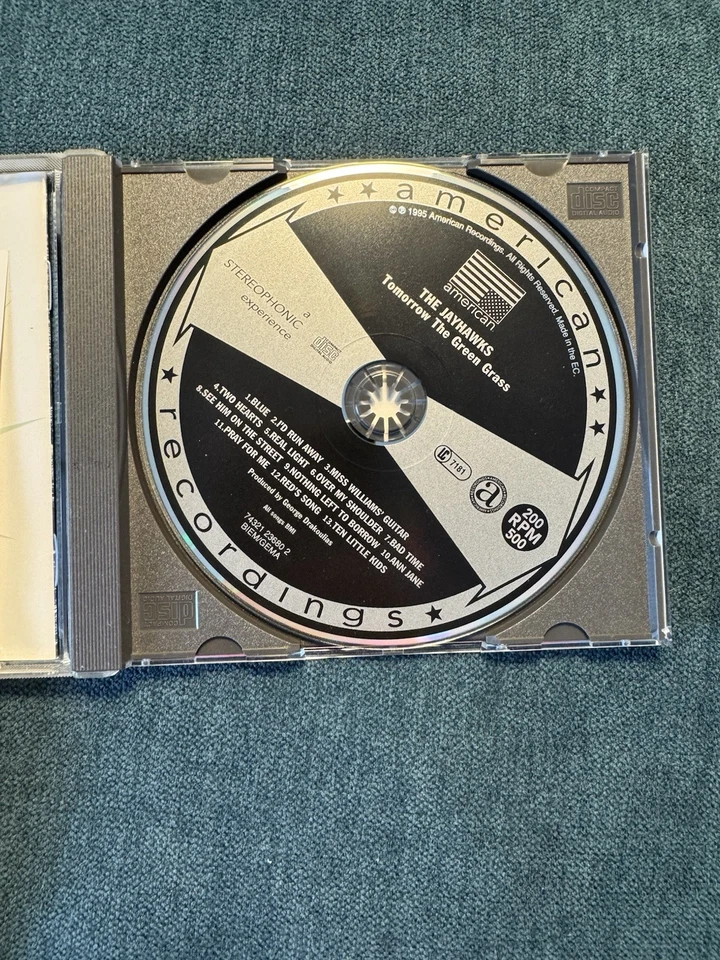 american
℗ © 1995 American Recordings. All Rights Reserved. Made in the EC.
american
THE JAYHAWKS
Tomorrow The Green Grass
a
STEREOPHONIC
experience
COMPACT
disc
DIGITAL AUDIO
1.BLUE 2.I'D RUN AWAY 3.MISS WILLIAMS' GUITAR
4.TWO HEARTS 5.REAL LIGHT 6.OVER MY SHOULDER 7.BAD TIME
8.SEE HIM ON THE STREET 9.NOTHING LEFT TO BORROW 10.ANN JANE
11.PRAY FOR ME 12.RED'S SONG 13.TEN LITTLE KIDS
Produced by George Drakoulias
All songs BMI
74321 23680 2
BIEM/GEMA
LC 7181
a
200
RPM
500
recordings
disc
DIGITAL AUDIO